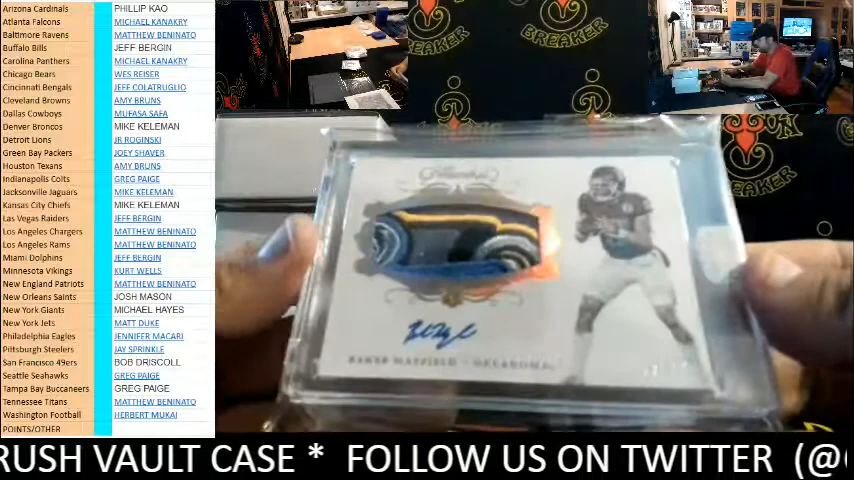 Arizona Cardinals PHILLIP KAO
Atlanta Falcons MICHAEL KANAKRY
Baltimore Ravens MATTHEW BENINATO
Buffalo Bills JEFF BERGIN
Carolina Panthers MICHAEL KANAKRY
Chicago Bears WES REISER
Cincinnati Bengals JEFF COLATRUGLIO
Cleveland Browns AMY BRUNS
Dallas Cowboys MUFASA SAFA
Denver Broncos MIKE KELEMAN
Detroit Lions JR ROGINSKI
Green Bay Packers JOEY SHAVER
Houston Texans AMY BRUNS
Indianapolis Colts GREG PAIGE
Jacksonville Jaguars MIKE KELEMAN
Kansas City Chiefs MIKE KELEMAN
Las Vegas Raiders JEFF BERGIN
Los Angeles Chargers MATTHEW BENINATO
Los Angeles Rams MATTHEW BENINATO
Miami Dolphins JEFF BERGIN
Minnesota Vikings KURT WELLS
New England Patriots MATTHEW BENINATO
New Orleans Saints JOSH MASON
New York Giants MICHAEL HAYES
New York Jets MATT DUKE
Philadelphia Eagles JENNIFER MACARI
Pittsburgh Steelers JAY SPRINKLE
San Francisco 49ers BOB DRISCOLL
Seattle Seahawks GREG PAIGE
Tampa Bay Buccaneers GREG PAIGE
Tennessee Titans MATTHEW BENINATO
Washington Football HERBERT MUKAI
POINTS/OTHER
BREAKER
BREAKER
Flawless
BAKER MAYFIELD - OKLAHOMA
RUSH VAULT CASE * FOLLOW US ON TWITTER (@